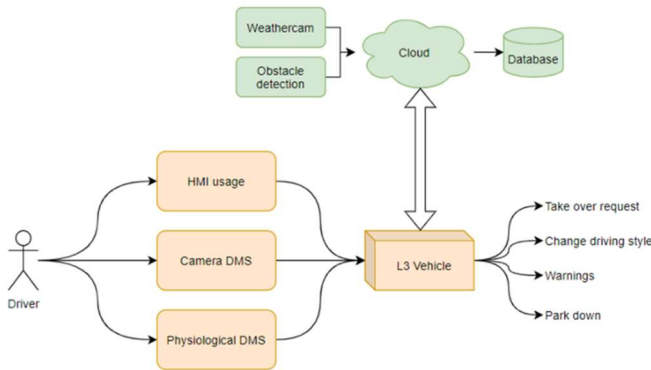 Weathercam
Cloud
Obstacle
detection
Database
HMI usage
Take over request
Change driving style
Camera DMS
L3 Vehicle
Warnings
Driver
Park down
Physiological DMS